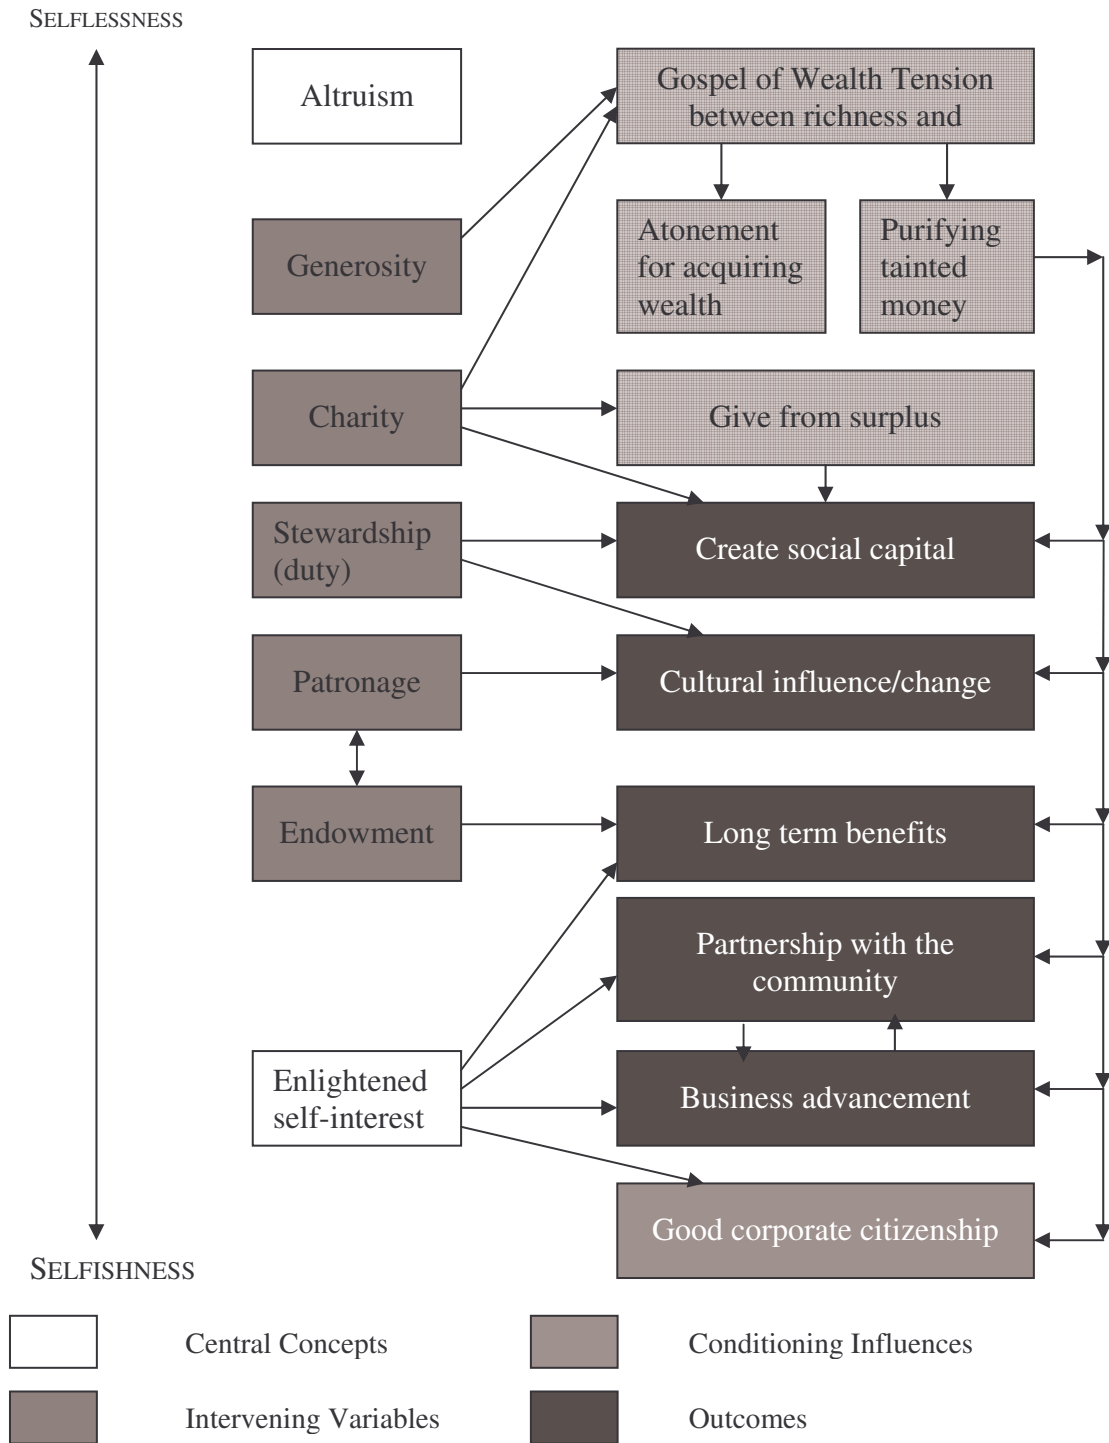 SELFLESSNESS
Altruism
Gospel of Wealth Tension
between richness and
Generosity
Atonement
for acquiring
wealth
Purifying
tainted
money
Charity
Give from surplus
Stewardship
(duty)
Create social capital
Patronage
Cultural influence/change
Endowment
Long term benefits
Partnership with the
community
Enlightened
self-interest
Business advancement
Good corporate citizenship
SELFISHNESS
Central Concepts
Conditioning Influences
Intervening Variables
Outcomes